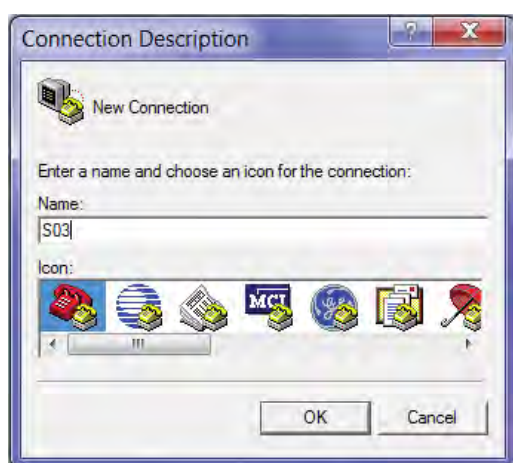 Connection Description
?
X
New Connection
Enter a name and choose an icon for the connection:
Name:
S03
Icon:
MCI
OK
Cancel